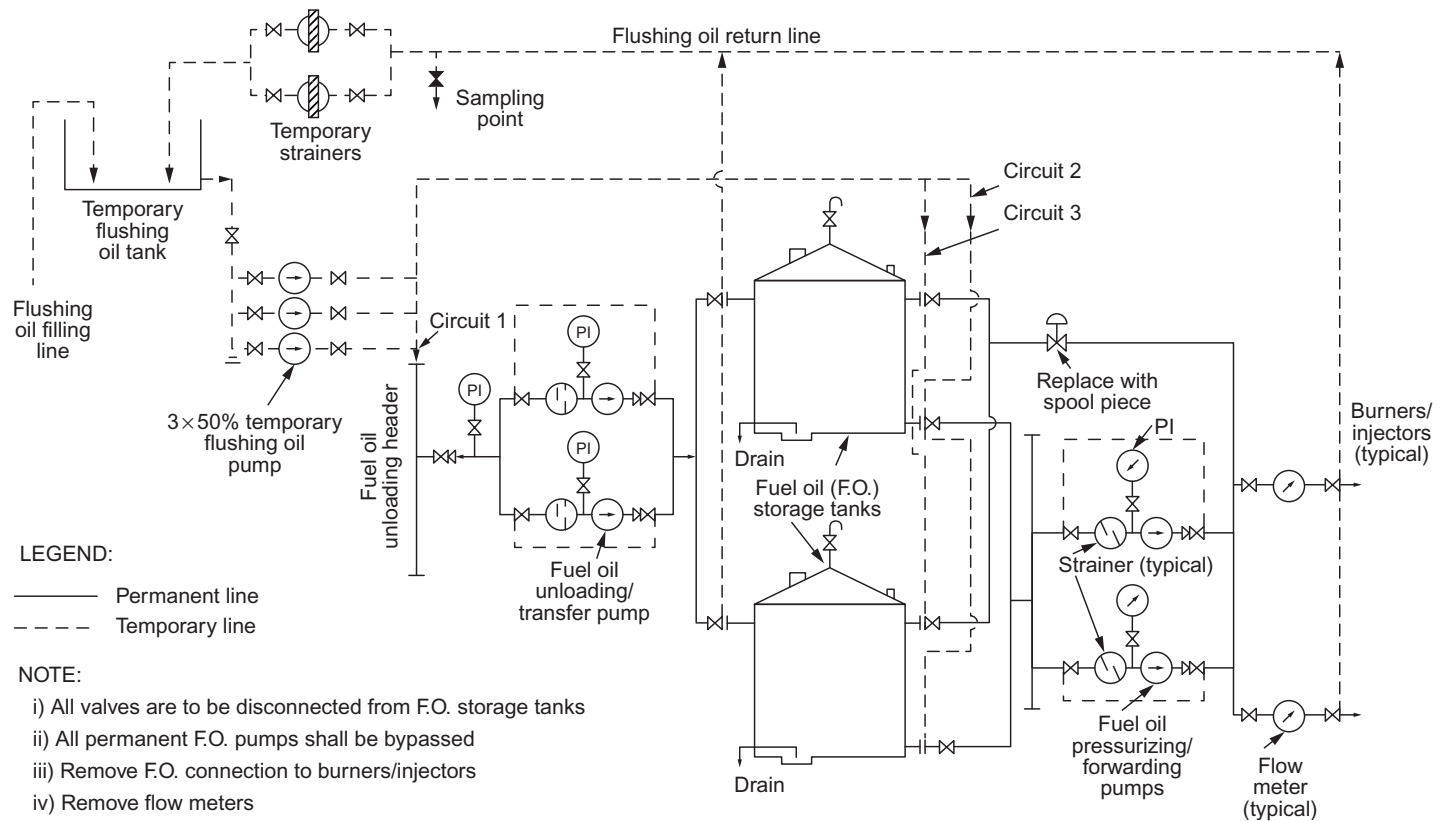 Flushing oil return line
Sampling
point
Temporary
strainers
Temporary
flushing
oil tank
Flushing
oil filling
line
3×50% temporary
flushing oil
pump
Circuit 1
Circuit 2
Circuit 3
Fuel oil
unloading header
PI
PI
PI
Fuel oil
unloading/
transfer pump
Drain
Fuel oil (F.O.)
storage tanks
Drain
Replace with
spool piece
PI
Burners/
injectors
(typical)
Strainer (typical)
Fuel oil
pressurizing/
forwarding
pumps
Flow
meter
(typical)
LEGEND:
Permanent line
Temporary line
NOTE:
i) All valves are to be disconnected from F.O. storage tanks
ii) All permanent F.O. pumps shall be bypassed
iii) Remove F.O. connection to burners/injectors
iv) Remove flow meters